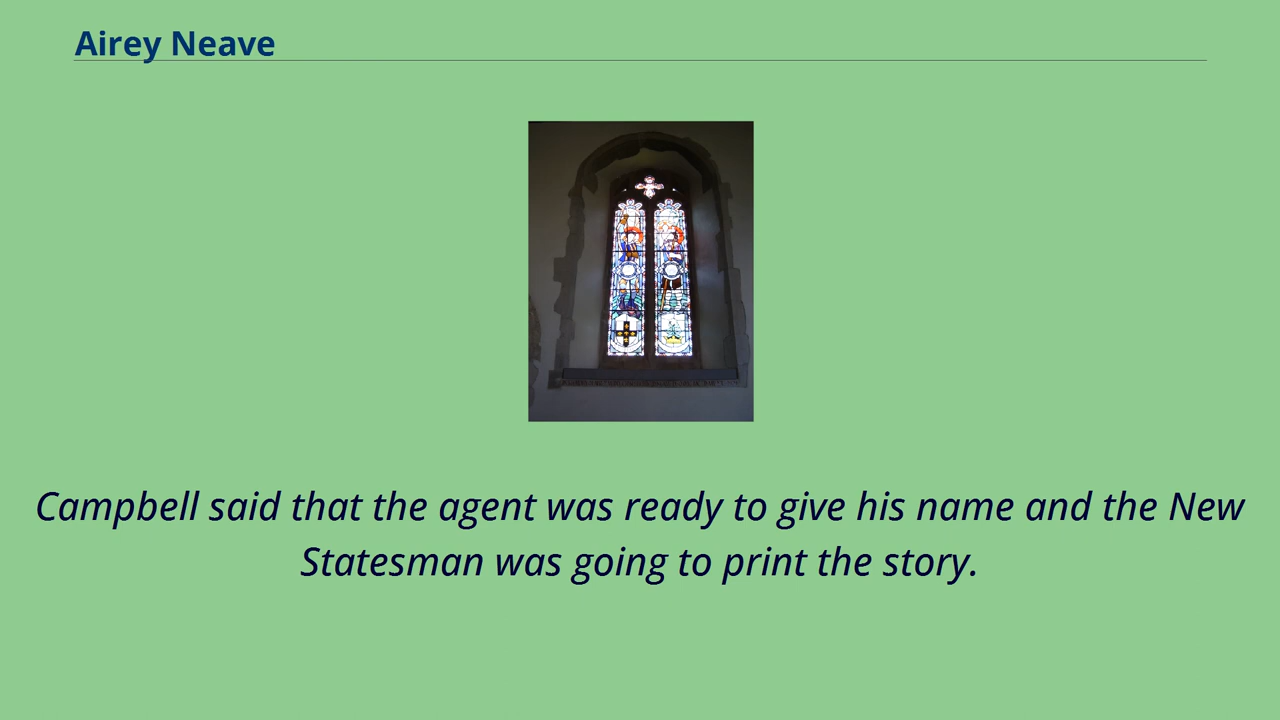 Airey Neave
Campbell said that the agent was ready to give his name and the New
Statesman was going to print the story.